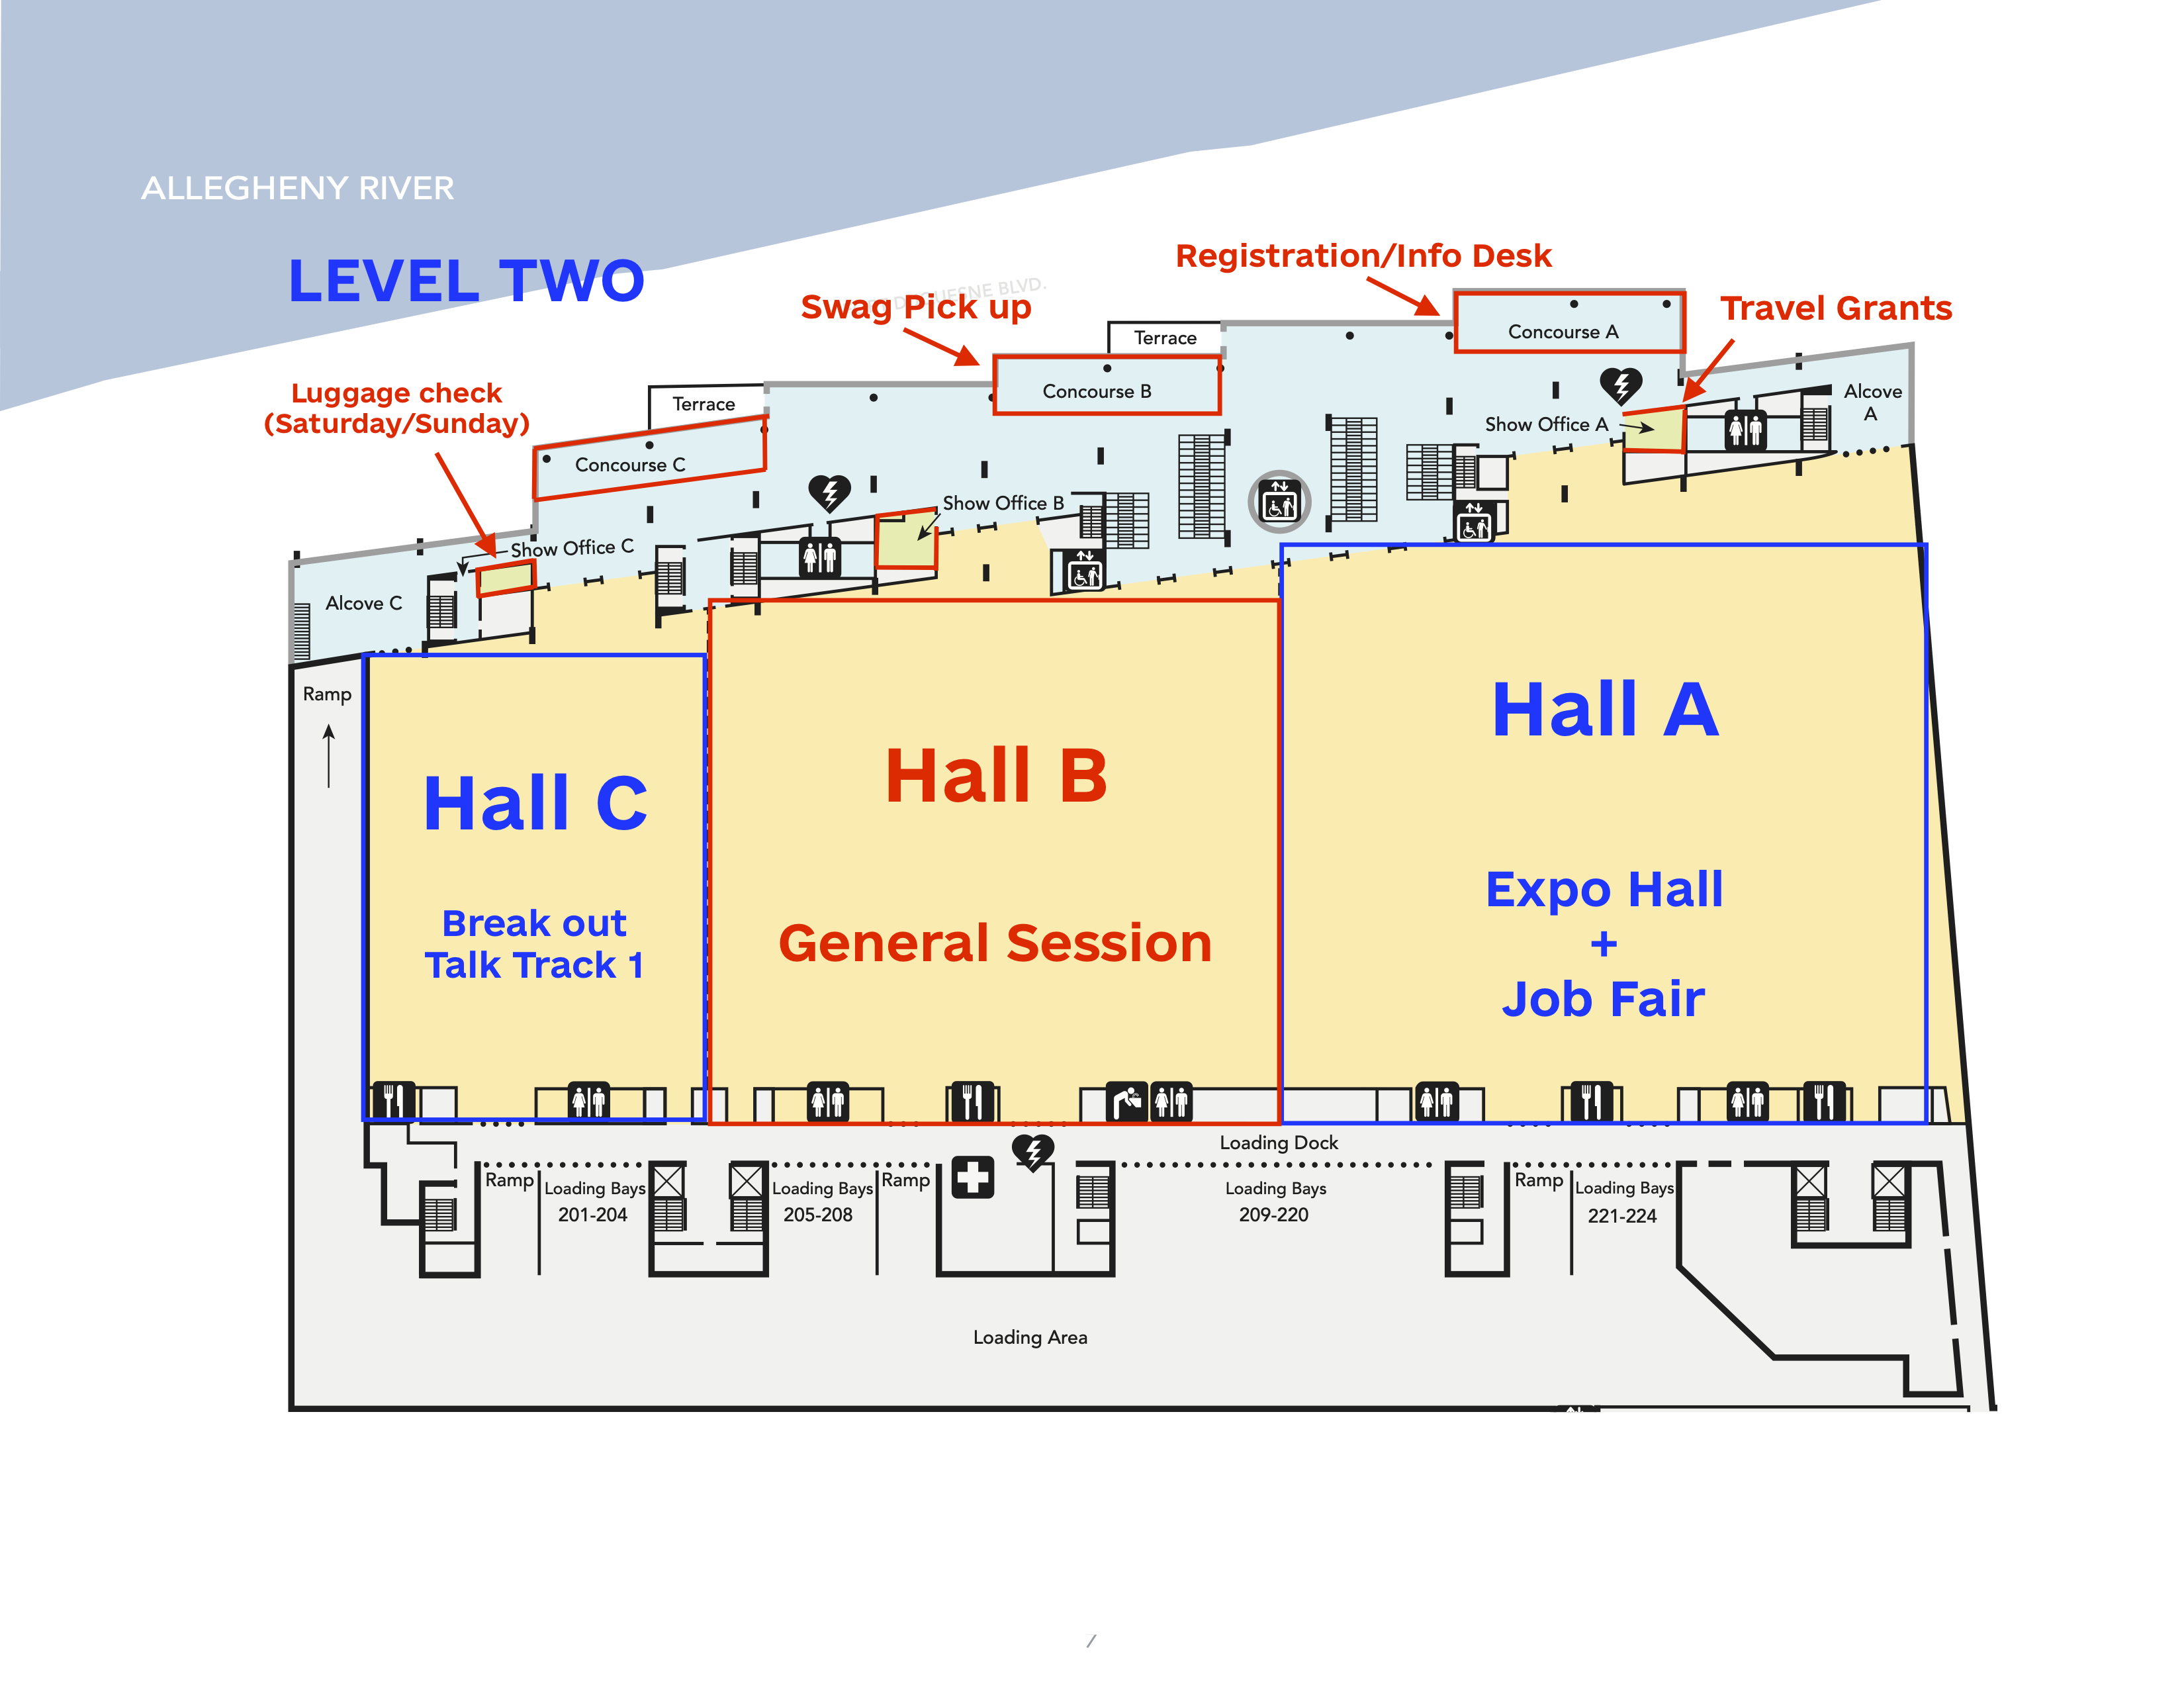 ALLEGHENY RIVER
LEVEL TWO
Registration/Info Desk
Swag Pick up
Travel Grants
Luggage check
(Saturday/Sunday)
Terrace
Concourse A
Terrace
Concourse B
Alcove
A
Show Office A
Concourse C
Show Office B
Show Office C
Alcove C
Ramp
Hall A
Hall B
Hall C
Expo Hall
+
Job Fair
Break out
Talk Track 1
General Session
Loading Dock
Ramp
Loading Bays
201-204
Loading Bays
205-208
Ramp
Loading Bays
209-220
Ramp
Loading Bays
221-224
Loading Area
/
BLVD.